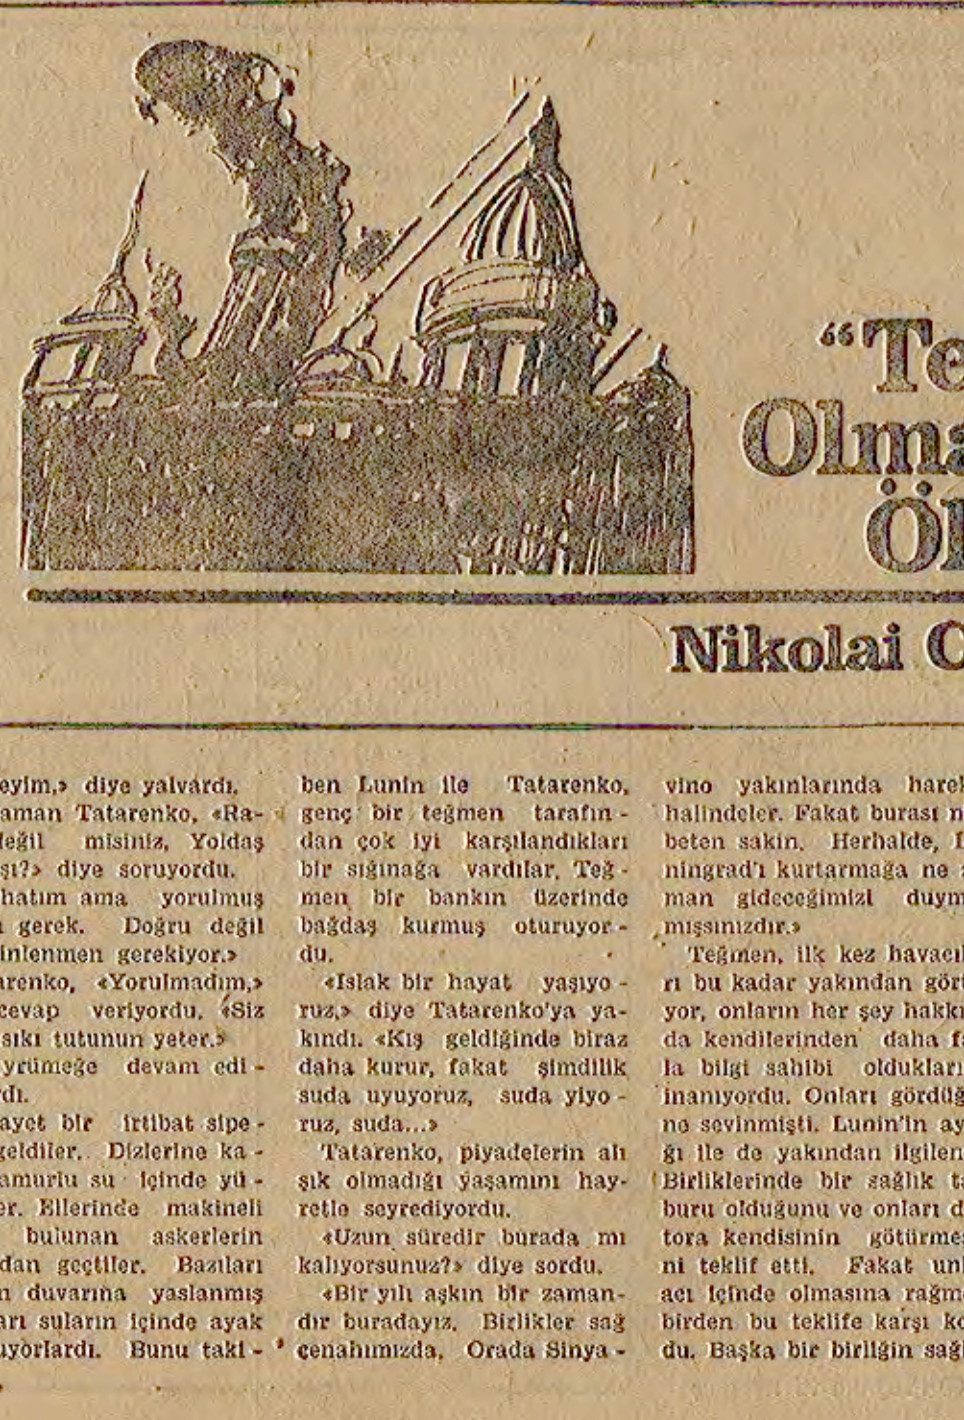 “Te
Olma
Öl
Nikolai C
eyim,» diye yalvardı.
aman Tatarenko, «Ra-
değil misiniz, Yoldaş
şı?» diye soruyordu.
hatım ama yorulmuş
gerek. Doğru değil
inlenmen gerekiyor.»
arenko, «Yorulmadım,»
cevap veriyordu. «Siz
sıkı tutunun yeter.»
yrümeğe devam edi-
rdı.
ayet bir irtibat sipe-
geldiler. Dizlerine ka-
amurlu su içinde yü-
er. Ellerinde makineli
bulunan askerlerin
dan geçtiler. Bazıları
n duvarına yaslanmış
arı suların içinde ayak
uyorlardı. Bunu taki-
ben Lunin ile Tatarenko,
genç bir teğmen tarafın-
dan çok iyi karşılandıkları
bir sığınağa vardılar. Teğ-
men bir bankın üzerinde
bağdaş kurmuş oturuyor-
du.
«Islak bir hayat yaşıyo-
ruz,» diye Tatarenko'ya ya-
kındı. «Kış geldiğinde biraz
daha kurur, fakat şimdilik
suda uyuyoruz, suda yiyo-
ruz, suda...»
Tatarenko, piyadelerin alı
şık olmadığı yaşamını hay-
retle seyrediyordu.
«Uzun süredir burada mı
kalıyorsunuz?» diye sordu.
«Bir yılı aşkın bir zaman-
dır buradayız. Birlikler sağ
cenahımızda, Orada Sinya-
vino yakınlarında harek
halindeler. Fakat burası n
beten sakin. Herhalde, L
ningrad'ı kurtarmağa ne z
man gideceğimizi duym
mışsınızdır.»
Teğmen, ilk kez havacıl
rı bu kadar yakından görü
yor, onların her şey hakkı
da kendilerinden daha fa
la bilgi sahibi oldukları
inanıyordu. Onları gördüğ
ne sevinmişti. Lunin'in ay
ğı ile de yakından ilgilen
Birliklerinde bir sağlık ta
buru olduğunu ve onları d
tora kendisinin götürmes
ni teklif etti. Fakat
acı içinde olmasına rağm
birden bu teklife karşı ko
du. Başka bir birliğin sağl